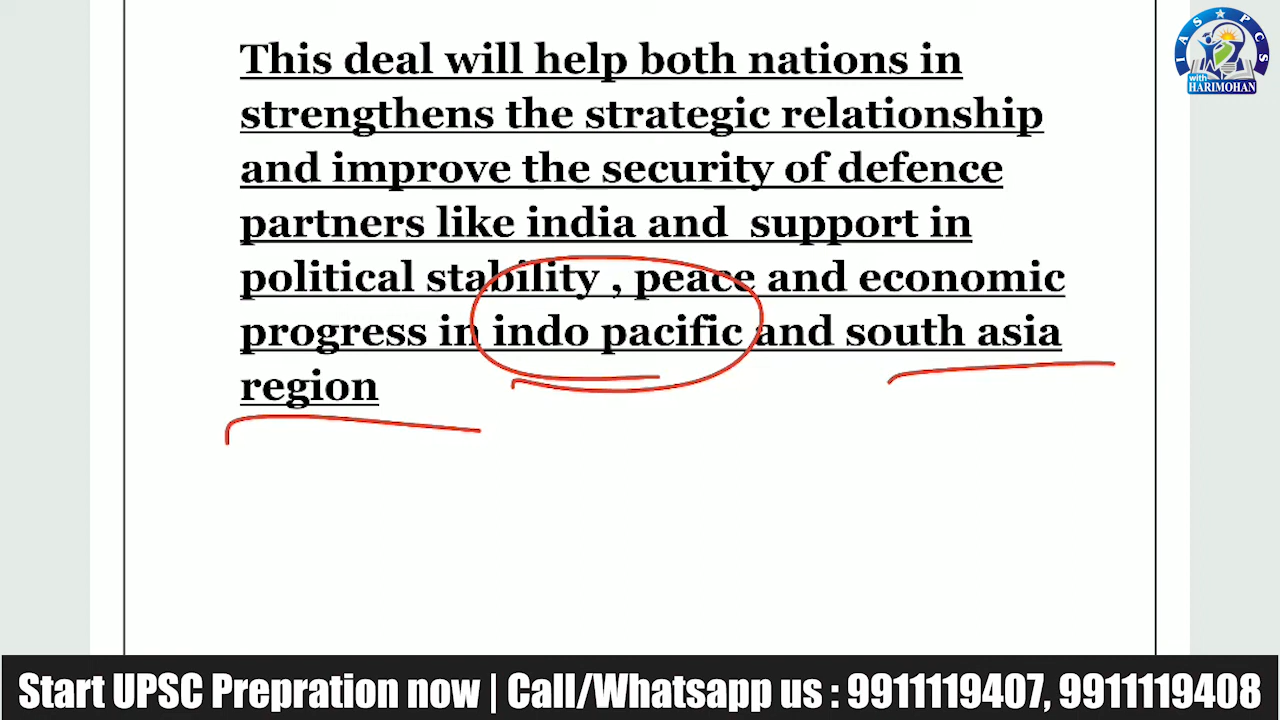 This deal will help both nations in
strengthens the strategic relationship
and improve the security of defence
partners like india and support in
political stability , peace and economic
progress in indo pacific and south asia
region
IAS PCS
with
HARIMOHAN
Start UPSC Prepration now | Call/Whatsapp us : 9911119407, 9911119408